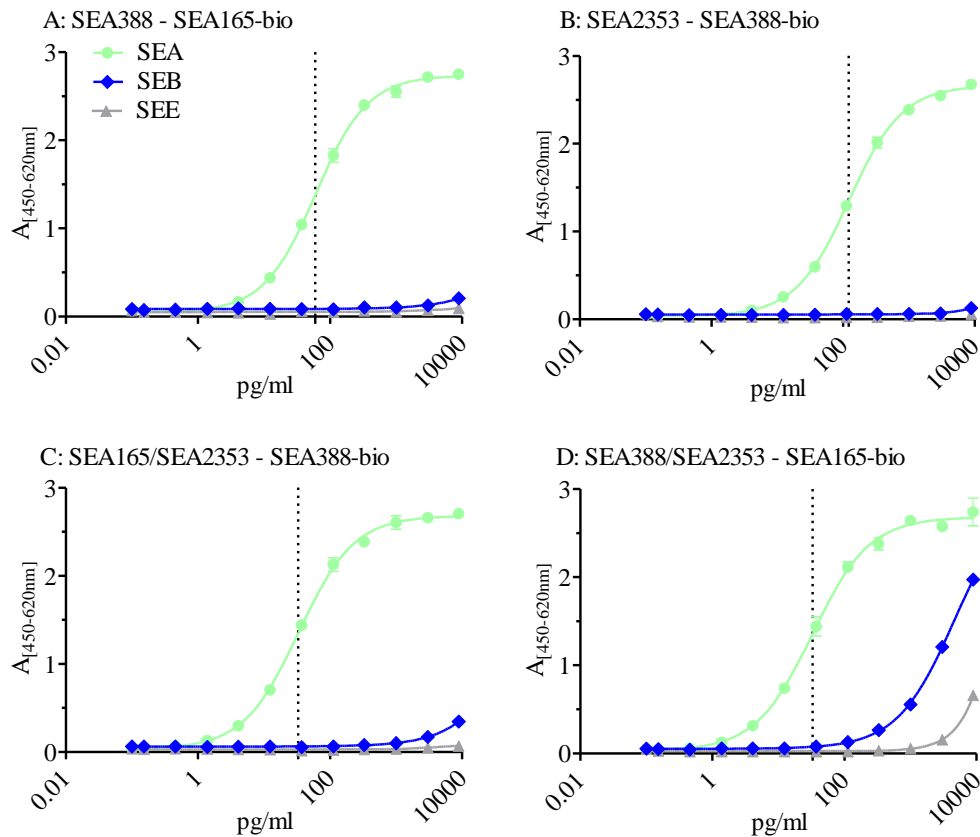 A: SEA388 - SEA165-bio
3
2
1
0
A[450-620nm]
SEA
SEB
SEE
0.01
1
100
10000
pg/ml
B: SEA2353 - SEA388-bio
3
2
1
0
A[450-620nm]
0.01
1
100
10000
pg/ml
C: SEA165/SEA2353 - SEA388-bio
3
2
1
0
A[450-620nm]
0.01
1
100
10000
pg/ml
D: SEA388/SEA2353 - SEA165-bio
3
2
1
0
A[450-620nm]
0.01
1
100
10000
pg/ml